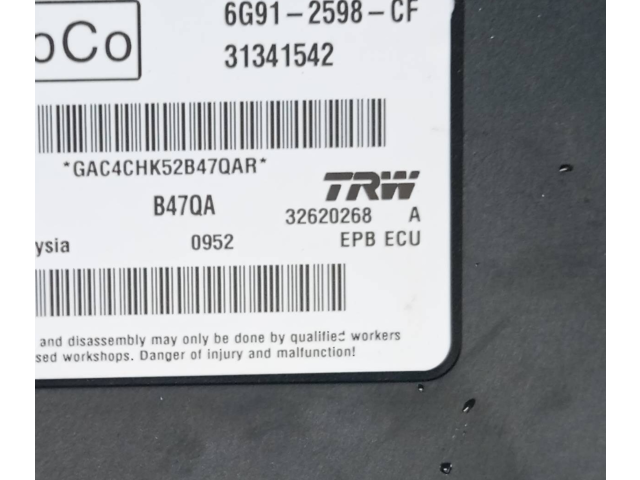 oCo
6G91-2598-CF
31341542
*GAC4CHK52B47QAR*
B47QA
TRW
32620268 A
ysia 0952 EPB ECU
and disassembly may only be done by qualified workers
sed workshops. Danger of injury and malfunction!